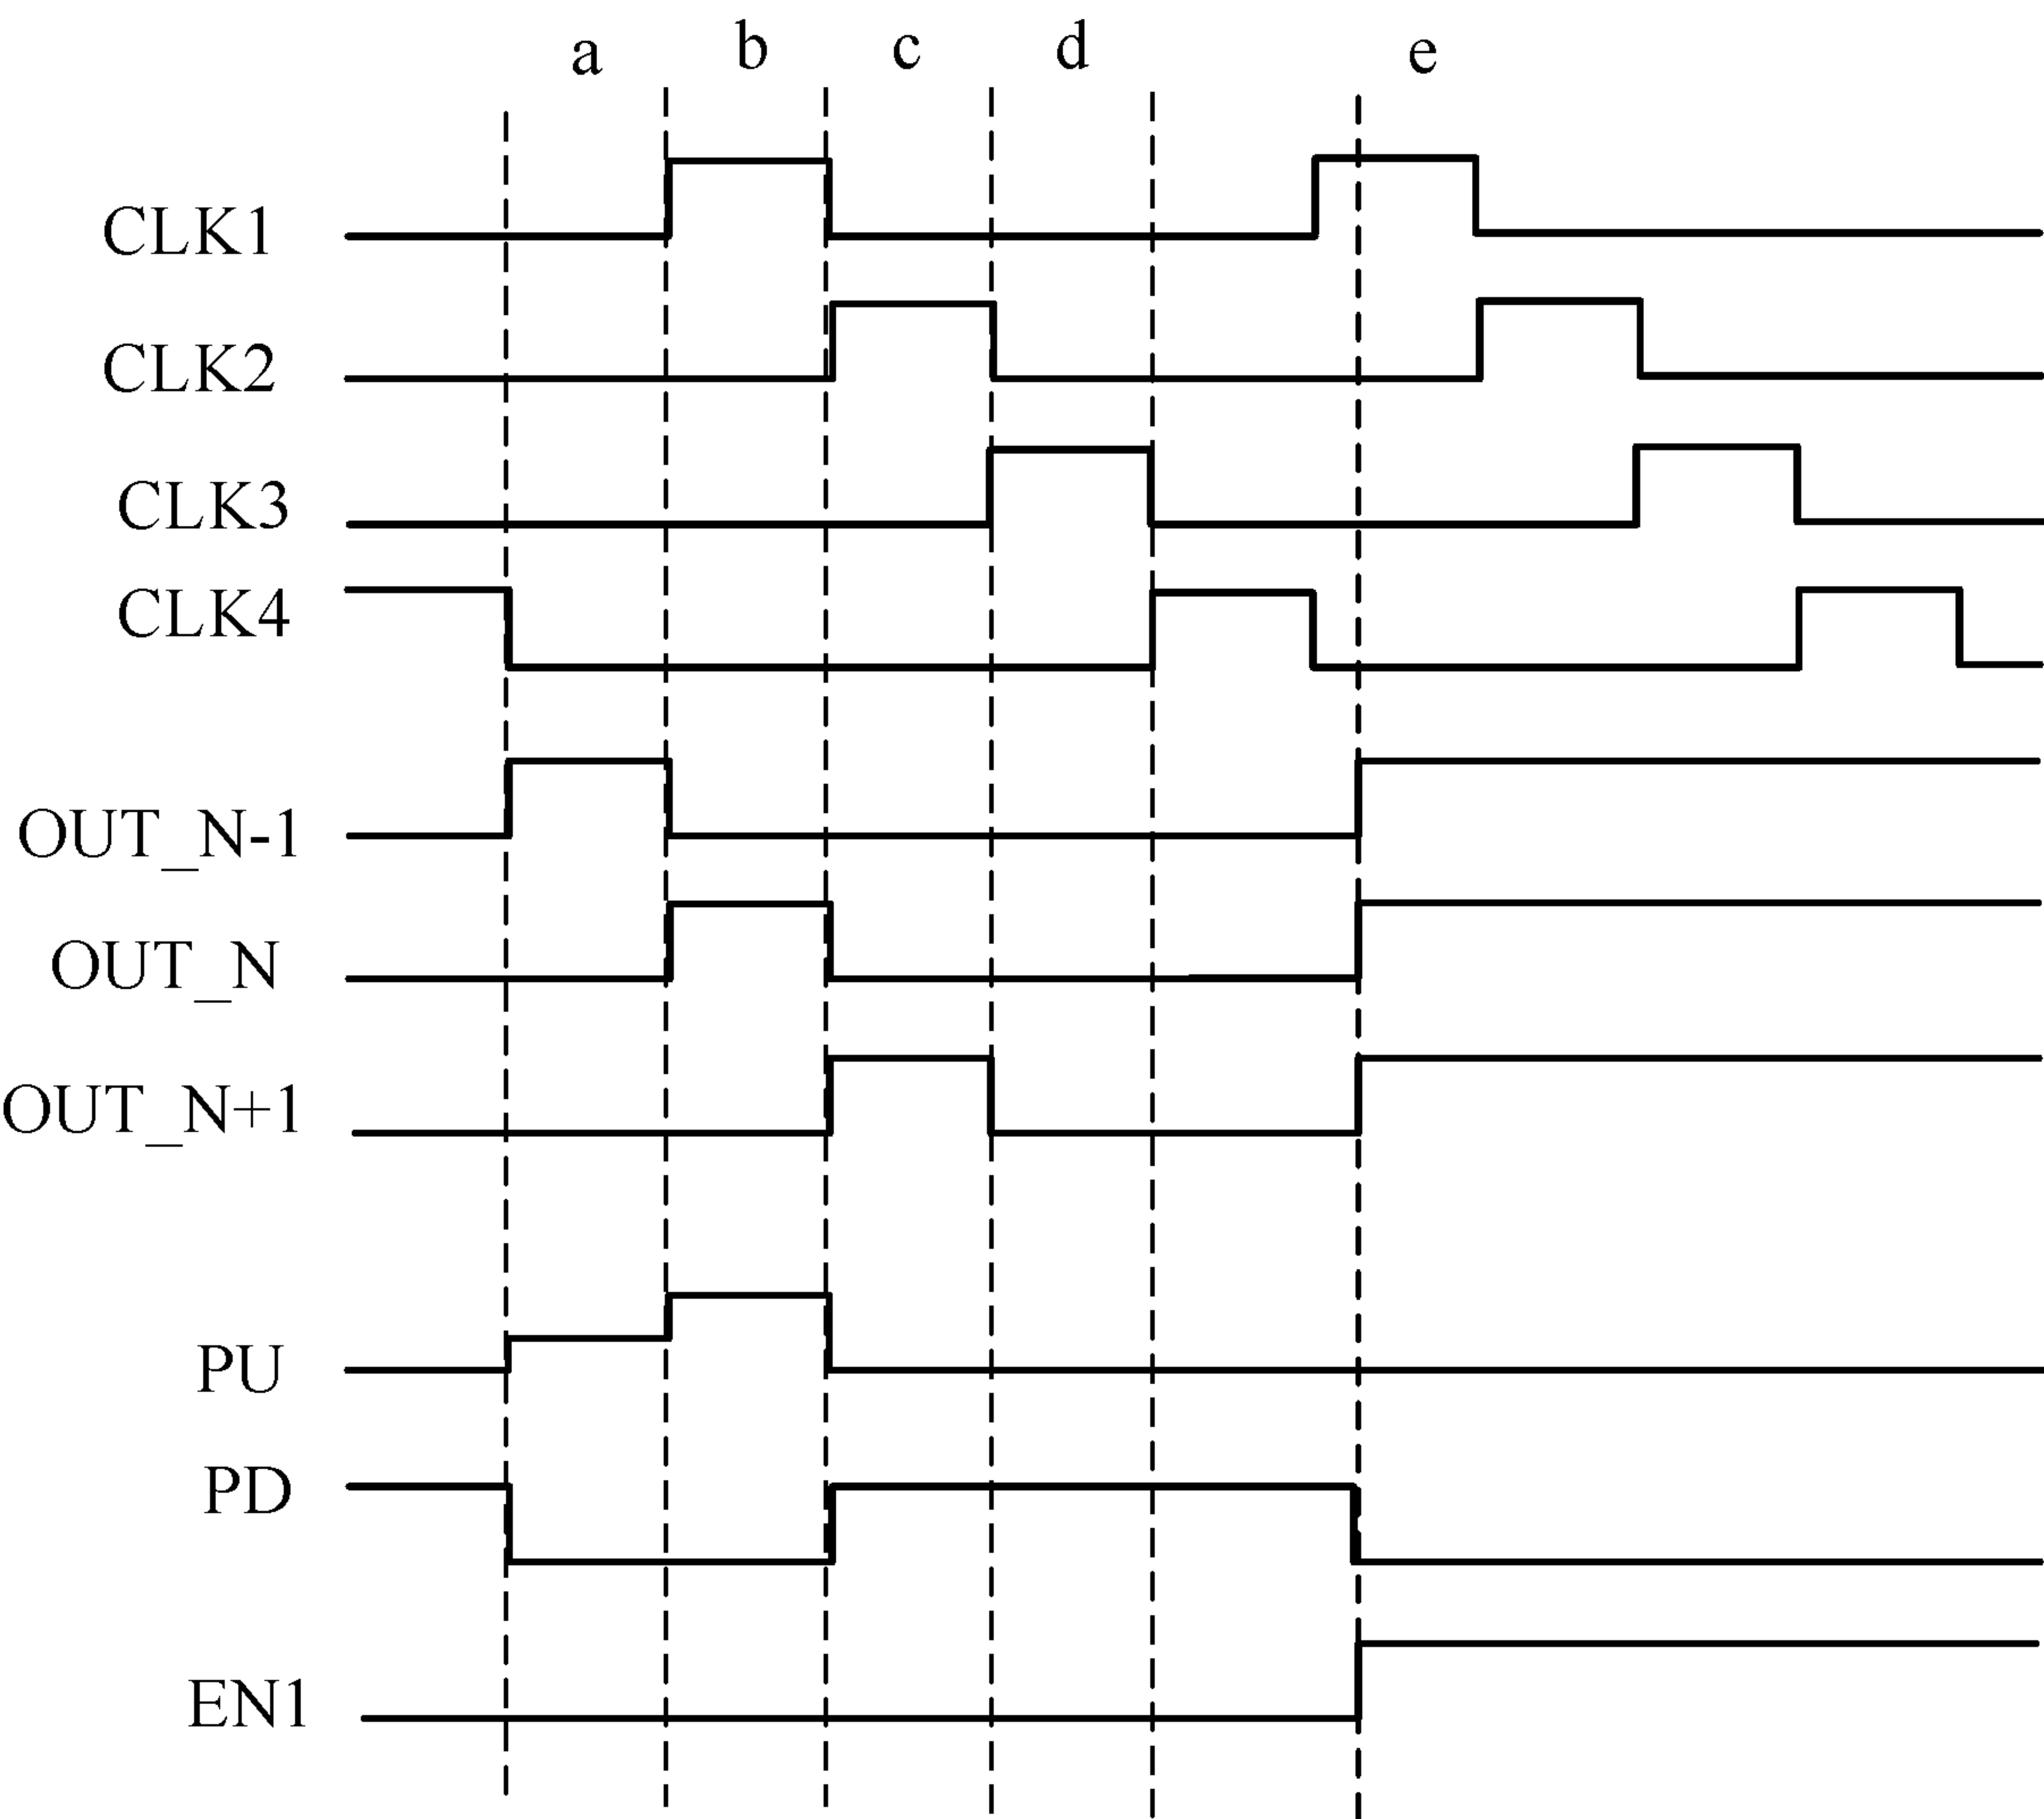 a b c d e
CLK1
CLK2
CLK3
CLK4
OUT_N-1
OUT_N
OUT_N+1
PU
PD
EN1